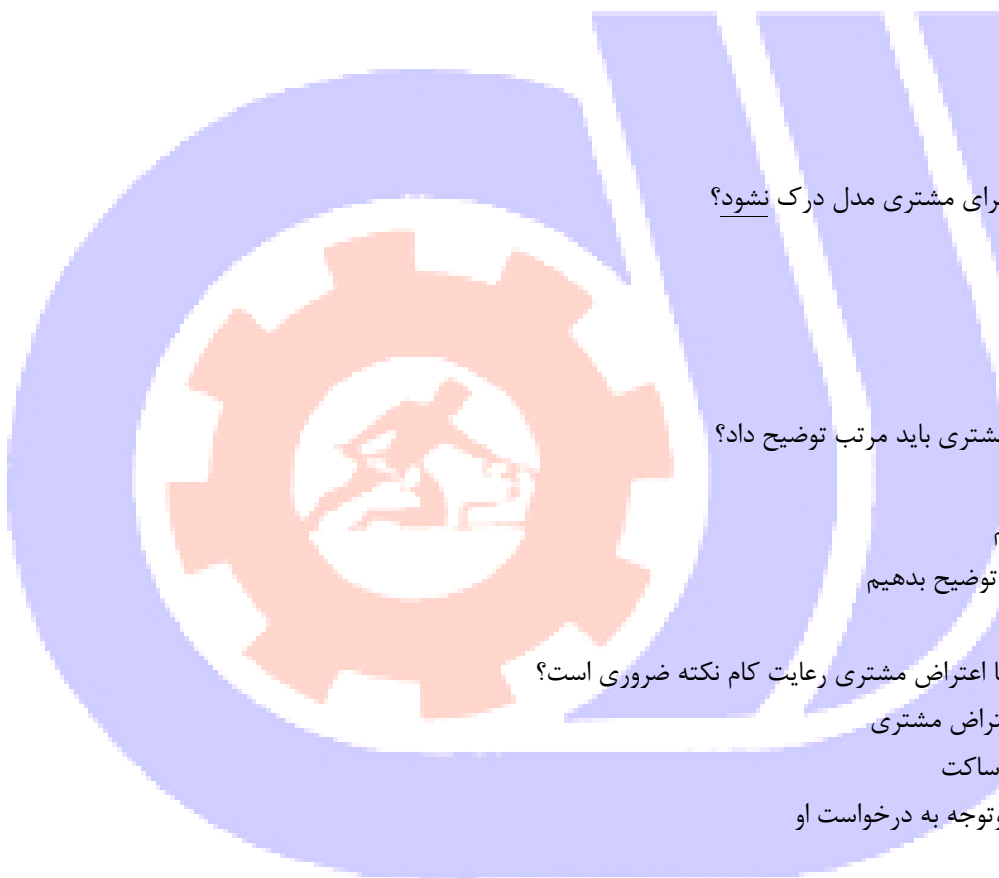 رای مشتری مدل درک نشود؟
شتری باید مرتب توضیح داد؟
توضیح بدهیم
ا اعتراض مشتری رعایت کام نکته ضروری است؟
تراض مشتری
ساکت
وتوجه به درخواست او